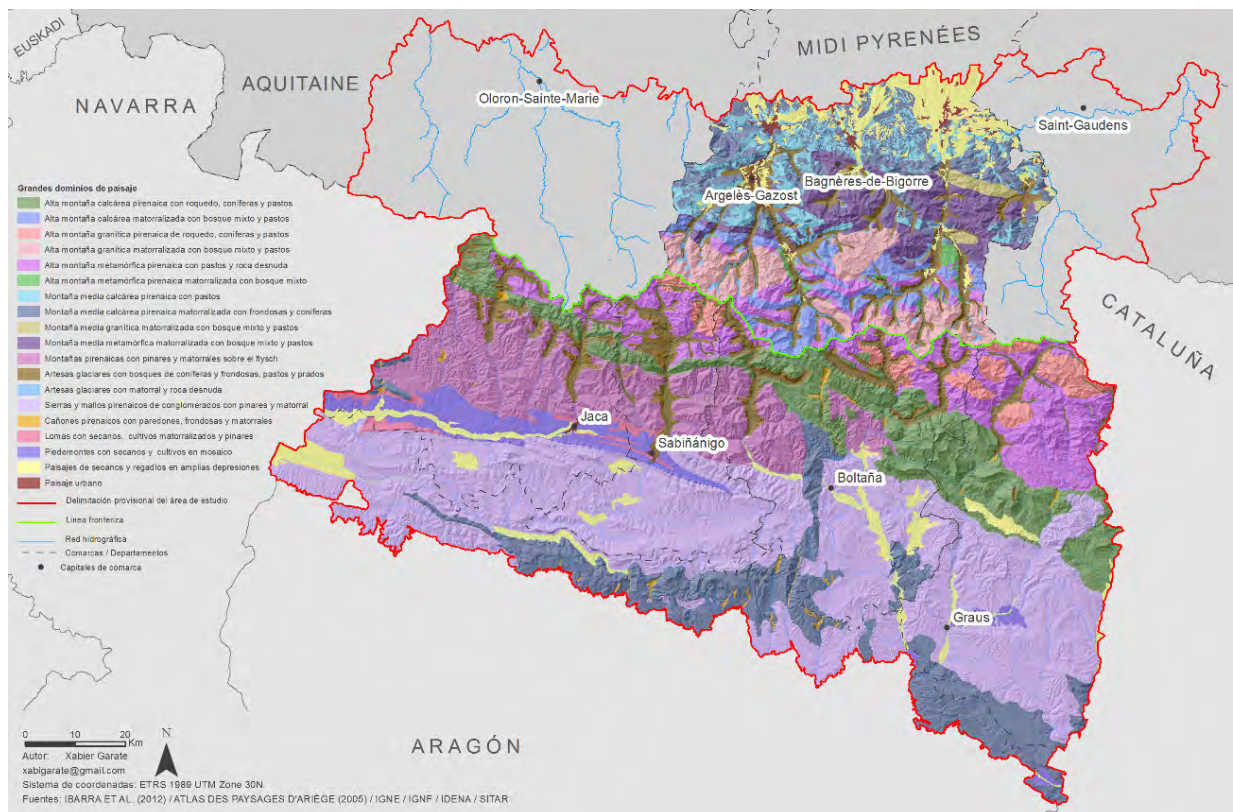 EUSKADI
NAVARRA
AQUITAINE
MIDI PYRENÉES
Oloron-Sainte-Marie
Saint-Gaudens
Bagnères-de-Bigorre
Argelès-Gazost
CATALUÑA
Grandes dominios de paisaje
Alta montaña calcárea pirenaica con roquedo, coníferas y pastos
Alta montaña calcárea matorralizada con bosque mixto y pastos
Alta montaña granítica pirenaica de roquedo, coníferas y pastos
Alta montaña granítica matorralizada con bosque mixto y pastos
Alta montaña metamórfica pirenaica con pastos y roca desnuda
Alta montaña metamórfica pirenaica matorralizada con bosque mixto
Montaña media calcárea pirenaica con pastos
Montaña media calcárea pirenaica matorralizada con frondosas y coníferas
Montaña media granítica matorralizada con bosque mixto y pastos
Montaña media metamórfica matorralizada con bosque mixto y pastos
Montañas pirenaicas con pinares y matorrales sobre el flysch
Artesas glaciares con bosques de coníferas y frondosas, pastos y prados
Artesas glaciares con matorral y roca desnuda
Sierras y mallos pirenaicos de conglomerados con pinares y matorral
Cañones pirenaicos con paredones, frondosas y matorrales
Lomas con secanos, cultivos matorralizados y pinares
Piedemontes con secanos y cultivos en mosaico
Paisajes de secanos y regadíos en amplias depresiones
Paisaje urbano
Delimitación provisional del área de estudio
Linea fronteriza
Red hidrográfica
Comarcas / Departamentos
Capitales de comarca
Jaca
Sabiñánigo
Boltaña
Graus
ARAGÓN
0 10 20
Km
N
Autor: Xabier Garate
xabigarate@gmail.com
Sistema de coordenadas: ETRS 1989 UTM Zone 30N
Fuentes: IBARRA ET AL. (2012) / ATLAS DES PAYSAGES D'ARIÈGE (2005) / IGNE / IGNF / IDENA / SITAR